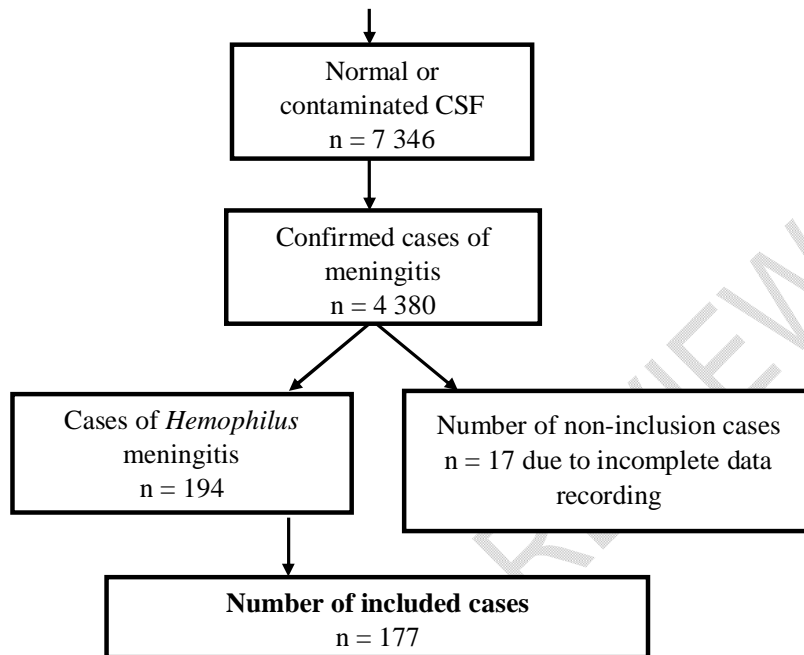 Normal or
contaminated CSF
n = 7 346
Confirmed cases of
meningitis
n = 4 380
Cases of Hemophilus
meningitis
n = 194
Number of non-inclusion cases
n = 17 due to incomplete data
recording
Number of included cases
n = 177
REVIEW